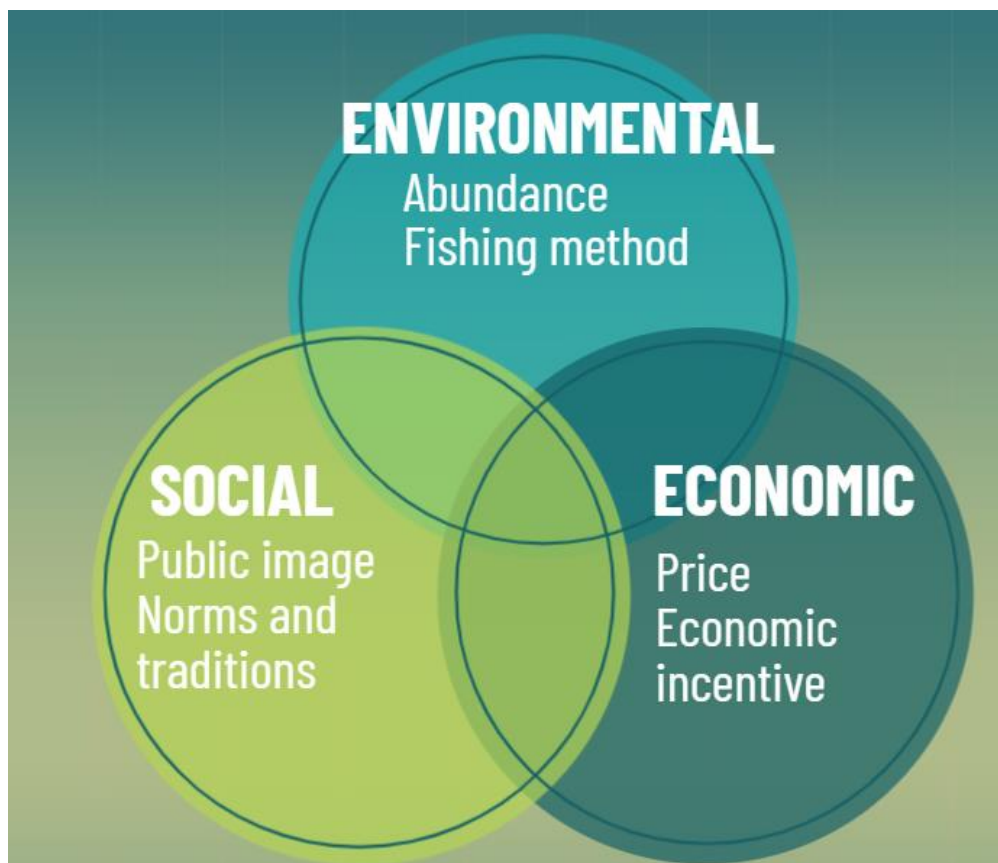 ENVIRONMENTAL
Abundance
Fishing method
SOCIAL
Public image
Norms and
traditions
ECONOMIC
Price
Economic
incentive